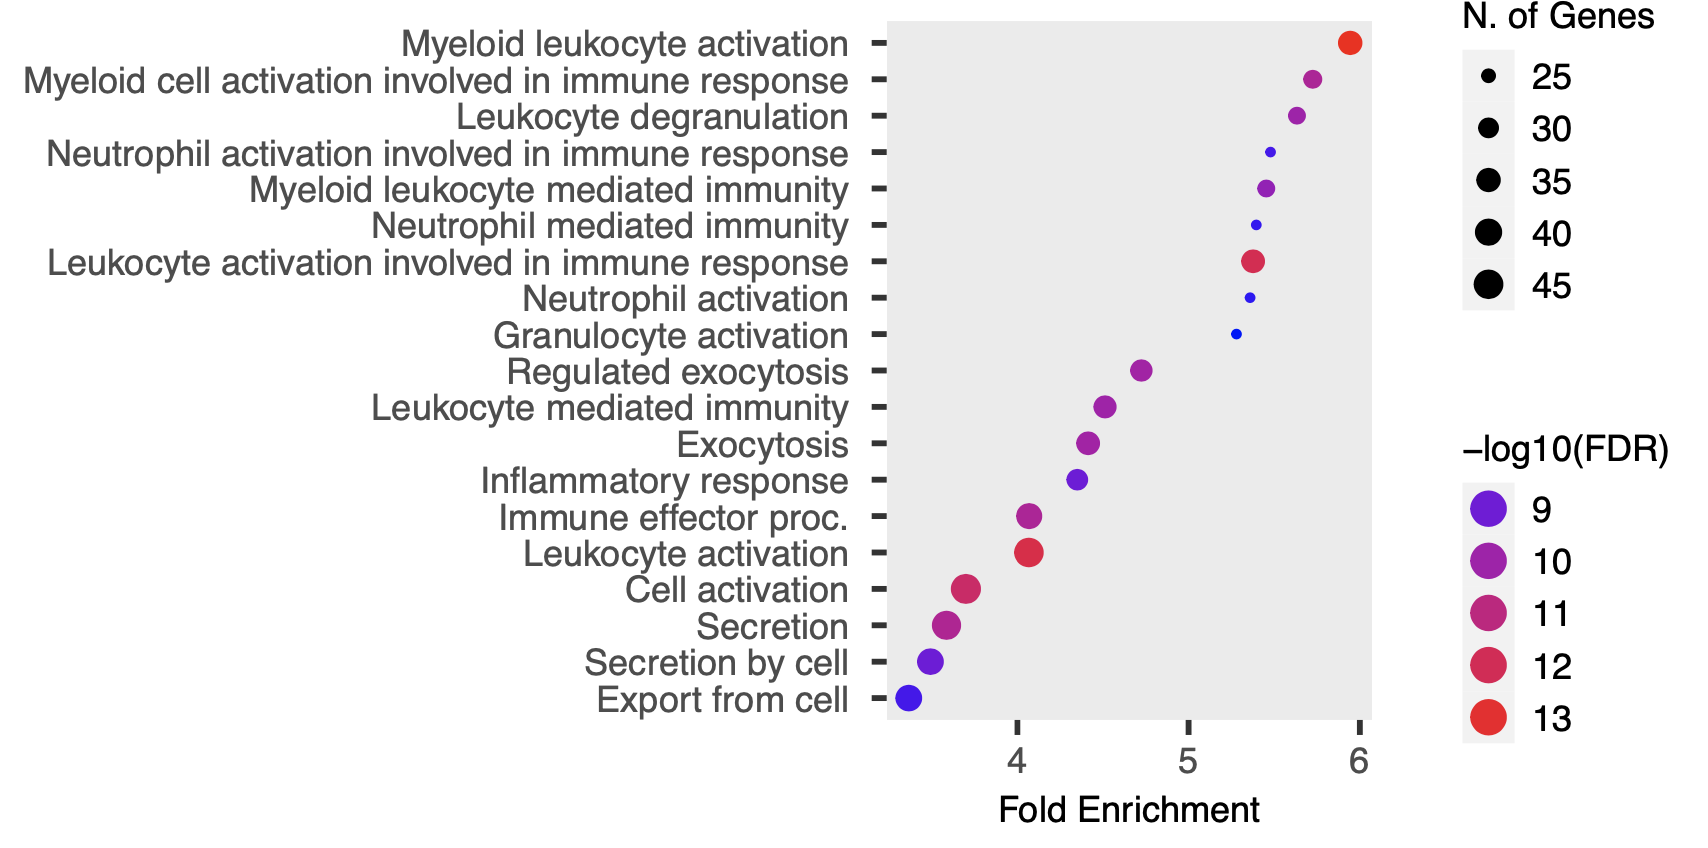 Myeloid leukocyte activation
Myeloid cell activation involved in immune response
Leukocyte degranulation
Neutrophil activation involved in immune response
Myeloid leukocyte mediated immunity
Neutrophil mediated immunity
Leukocyte activation involved in immune response
Neutrophil activation
Granulocyte activation
Regulated exocytosis
Leukocyte mediated immunity
Exocytosis
Inflammatory response
Immune effector proc.
Leukocyte activation
Cell activation
Secretion
Secretion by cell
Export from cell
4 5 6
Fold Enrichment
N. of Genes
25
30
35
40
45
−log10(FDR)
9
10
11
12
13